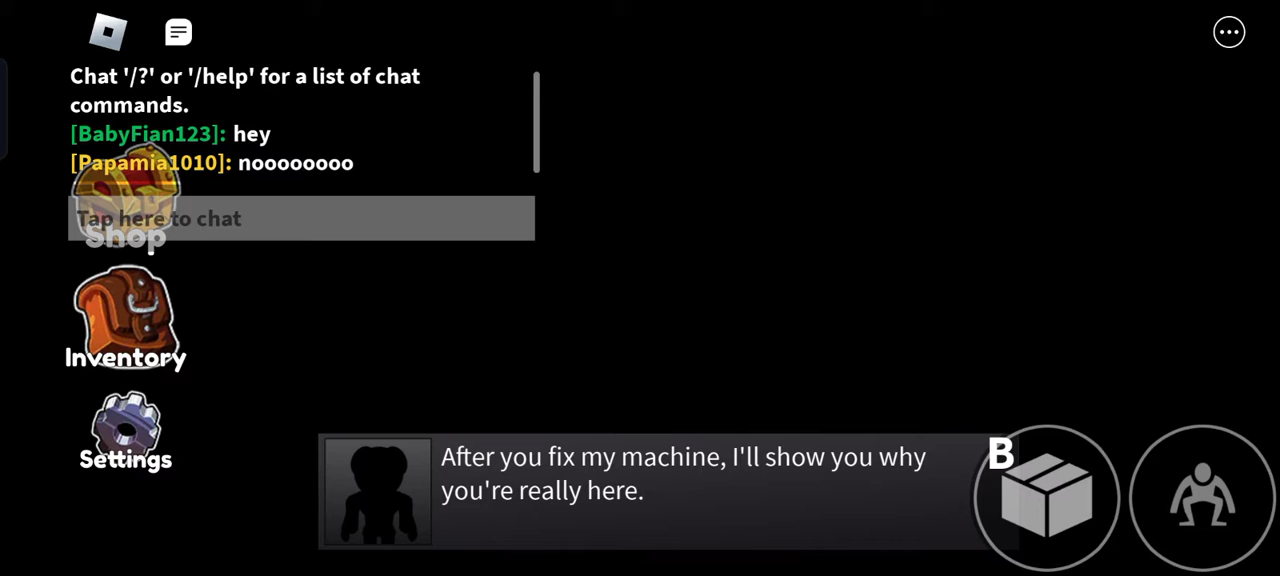 Chat '/?' or '/help' for a list of chat
commands.
[BabyFian123]: hey
[Papamia1010]: noooooooo
Tap here to chat
Shop
Inventory
Settings
After you fix my machine, I'll show you why
you're really here.
B